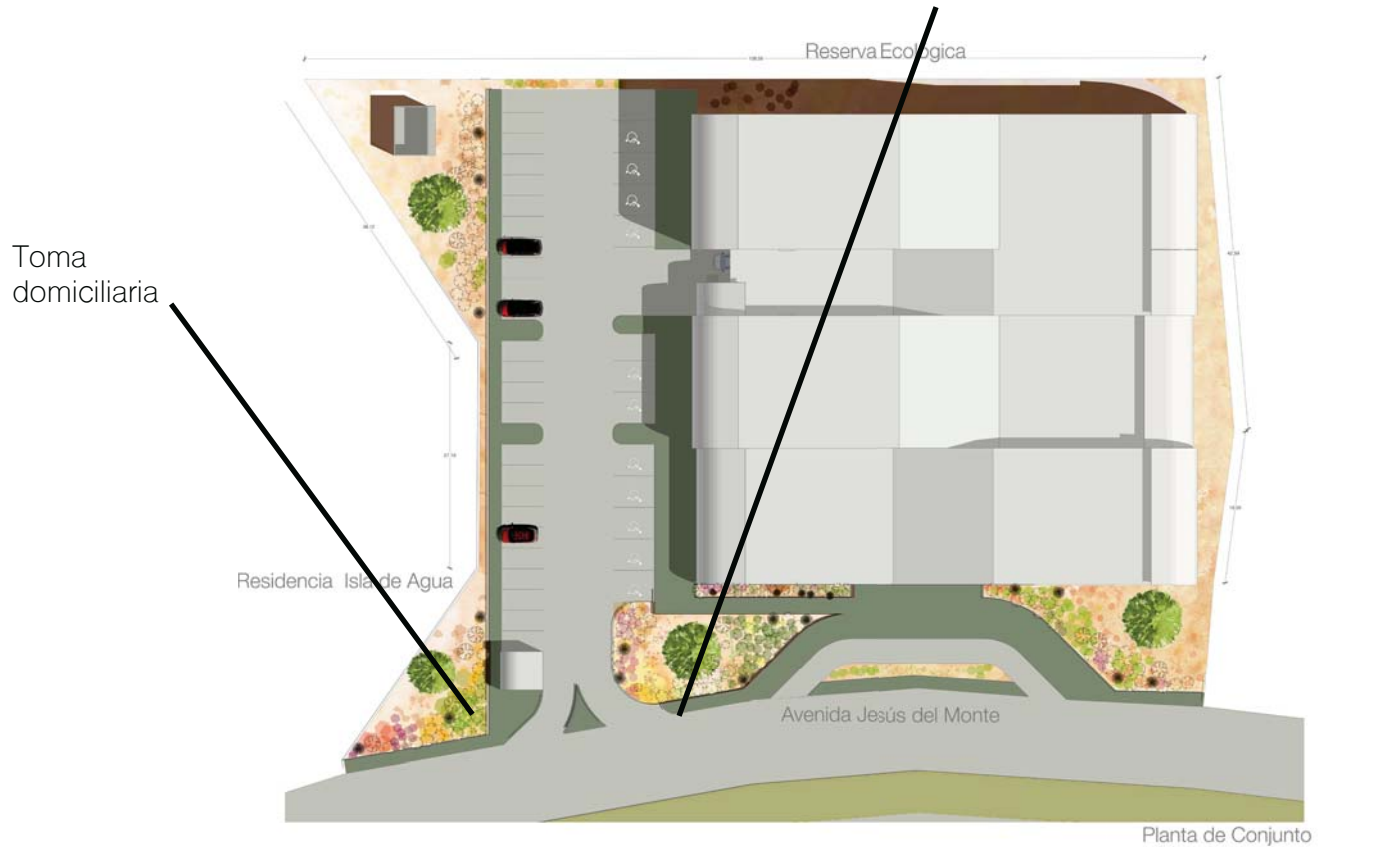 Reserva Ecologica
Toma
domiciliaria
Residencia Isla de Agua
Avenida Jesús del Monte
Planta de Conjunto